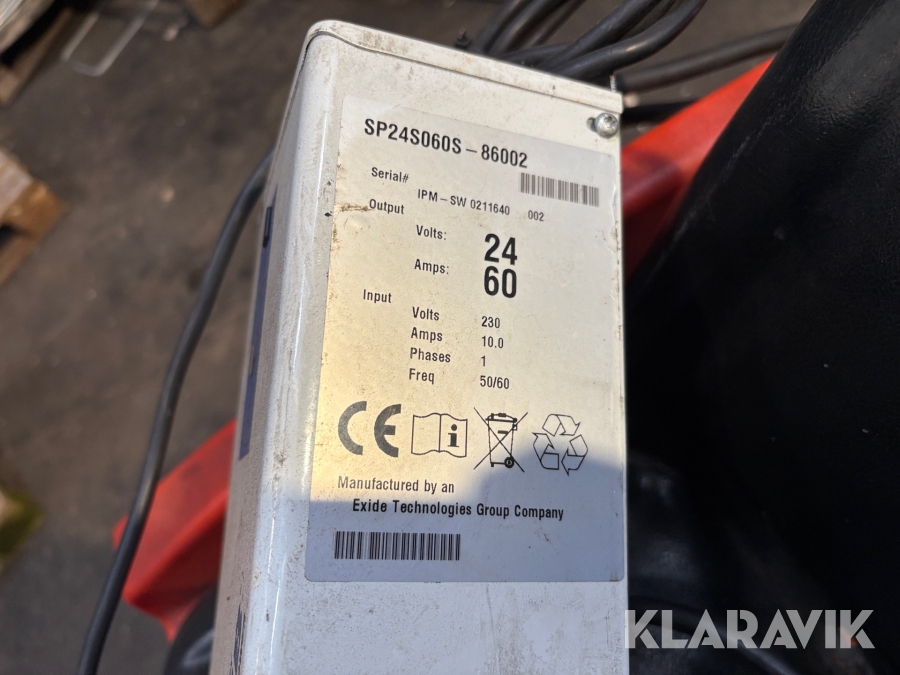 SP24S060S-86002
Serial#
IPM-SW 0211640 002
Output
Volts: 24
Amps: 60
Input
Volts 230
Amps 10.0
Phases 1
Freq 50/60
CE
i
Manufactured by an
Exide Technologies Group Company
KLARAVIK